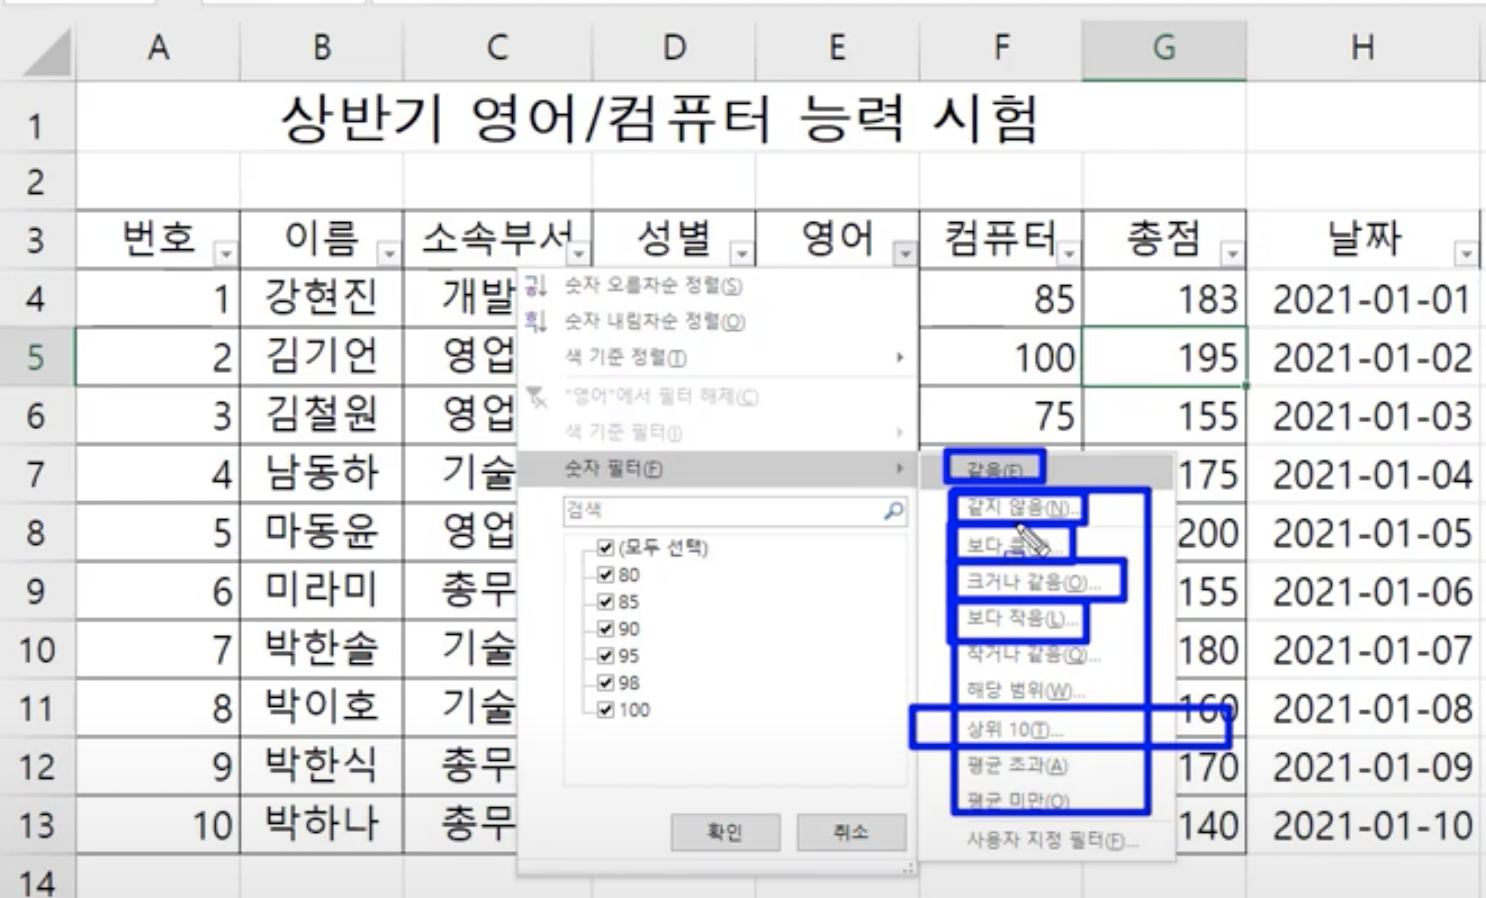 A B C D E F G H
1 상반기 영어/컴퓨터 능력 시험
2
3 번호 이름 소속부서 성별 영어 컴퓨터 총점 날짜
4 1 강현진 개발 85 183 2021-01-01
5 2 김기언 영업 100 195 2021-01-02
6 3 김철원 영업 75 155 2021-01-03
7 4 남동하 기술 175 2021-01-04
8 5 마동윤 영업 200 2021-01-05
9 6 미라미 총무 155 2021-01-06
10 7 박한솔 기술 180 2021-01-07
11 8 박이호 기술 160 2021-01-08
12 9 박한식 총무 170 2021-01-09
13 10 박하나 총무 140 2021-01-10
14
숫자 오름차순 정렬(S)
숫자 내림차순 정렬(O)
색 기준 정렬(T)
"영어"에서 필터 해제(C)
색 기준 필터(I)
숫자 필터(F)
검색
(모두 선택)
80
85
90
95
98
100
확인 취소
같음(E)...
같지 않음(N)...
보다
크거나 같음(O)...
보다 작음(L)...
작거나 같음(Q)...
해당 범위(W)...
상위 10(T)...
평균 초과(A)
평균 미만(O)
사용자 지정 필터(F)...